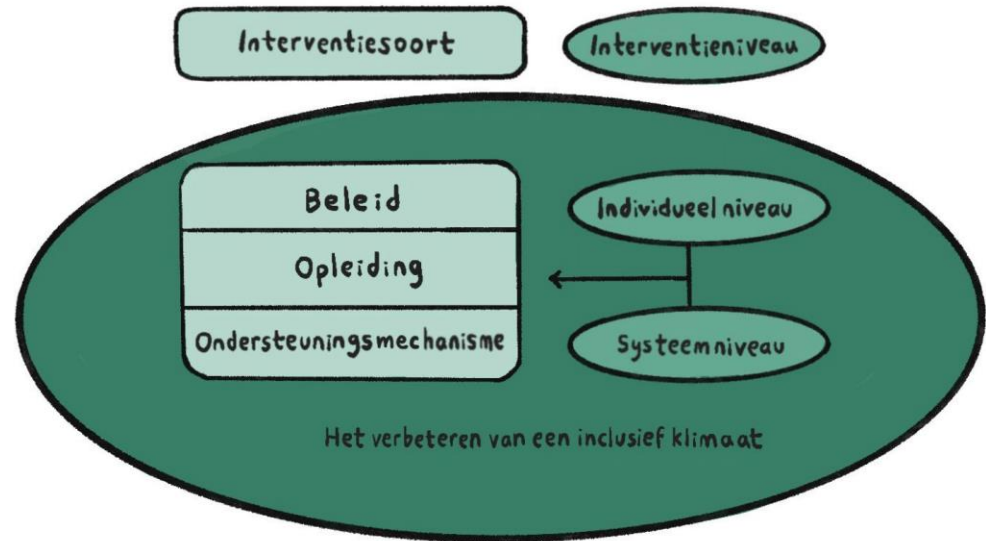 Interventiesoort
Interventieniveau
Beleid
Opleiding
Ondersteuningsmechanisme
Individueel niveau
Systeemniveau
Het verbeteren van een inclusief klimaat